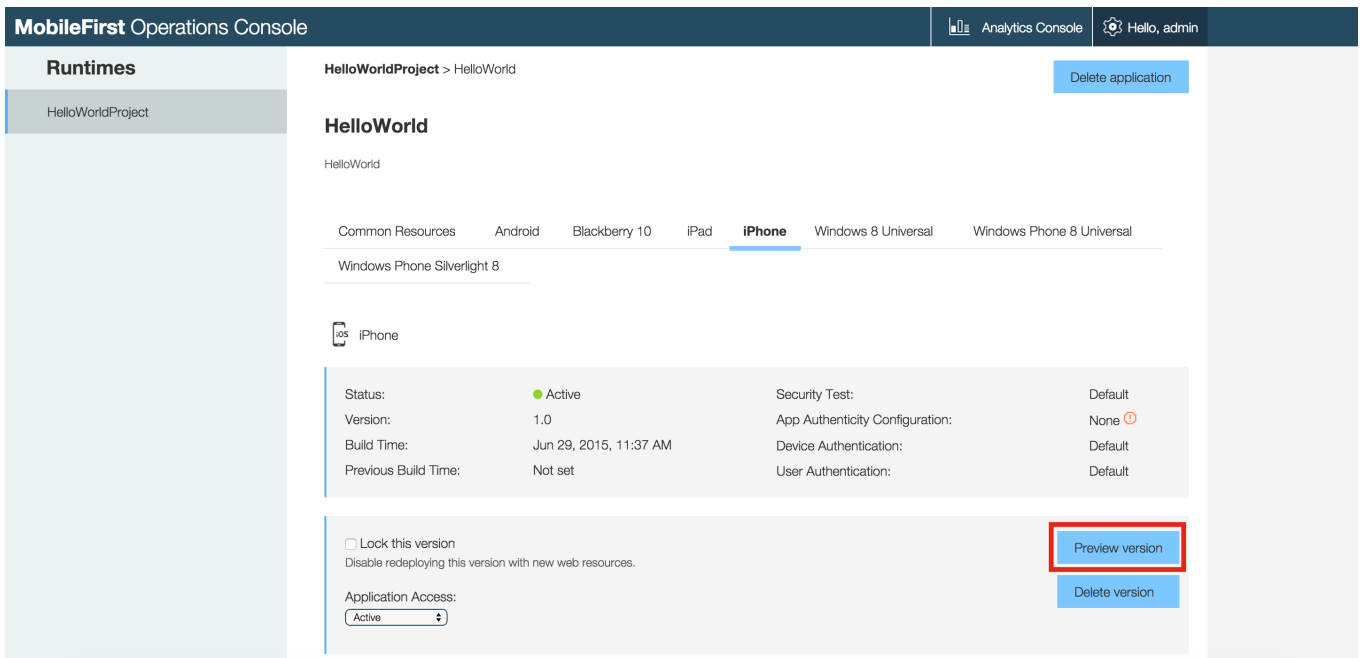 MobileFirst Operations Console
Analytics Console
Hello, admin
Runtimes
HelloWorldProject
HelloWorldProject > HelloWorld
Delete application
HelloWorld
HelloWorld
Common Resources Android Blackberry 10 iPad iPhone Windows 8 Universal Windows Phone 8 Universal
Windows Phone Silverlight 8
iOS iPhone
Status: Active Security Test: Default
Version: 1.0 App Authenticity Configuration: None
Build Time: Jun 29, 2015, 11:37 AM Device Authentication: Default
Previous Build Time: Not set User Authentication: Default
Lock this version
Preview version
Disable redeploying this version with new web resources.
Delete version
Application Access:
Active